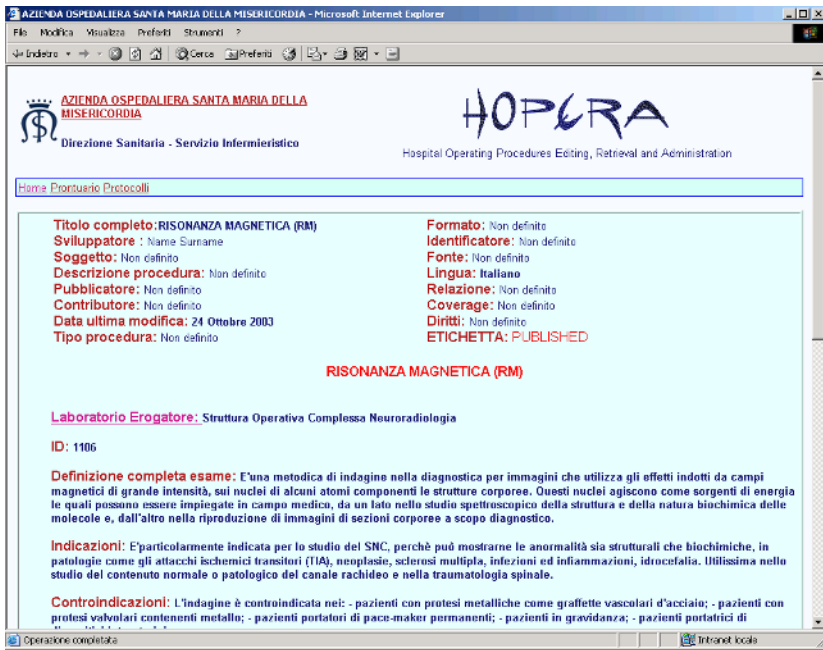 AZIENDA OSPEDALIERA SANTA MARIA DELLA MISERICORDIA - Microsoft Internet Explorer
File Modifica Visualizza Preferiti Strumenti ?
Indietro Cerca Preferiti
AZIENDA OSPEDALIERA SANTA MARIA DELLA
MISERICORDIA
Direzione Sanitaria - Servizio Infermieristico
HOPERA
Hospital Operating Procedures Editing, Retrieval and Administration
Home Prontuario Protocolli
Titolo completo:RISONANZA MAGNETICA (RM)
Sviluppatore : Name Surname
Soggetto: Non definito
Descrizione procedura: Non definito
Pubblicatore: Non definito
Contributore: Non definito
Data ultima modifica: 24 Ottobre 2003
Tipo procedura: Non definito
Formato: Non definito
Identificatore: Non definito
Fonte: Non definito
Lingua: Italiano
Relazione: Non definito
Coverage: Non definito
Diritti: Non definito
ETICHETTA: PUBLISHED
RISONANZA MAGNETICA (RM)
Laboratorio Erogatore: Struttura Operativa Complessa Neuroradiologia
ID: 1106
Definizione completa esame: E'una metodica di indagine nella diagnostica per immagini che utilizza gli effetti indotti da campi
magnetici di grande intensità, sui nuclei di alcuni atomi componenti le strutture corporee. Questi nuclei agiscono come sorgenti di energia
le quali possono essere impiegate in campo medico, da un lato nello studio spettroscopico della struttura e della natura biochimica delle
molecole e, dall'altro nella riproduzione di immagini di sezioni corporee a scopo diagnostico.
Indicazioni: E'particolarmente indicata per lo studio del SNC, perchè può mostrarne le anormalità sia strutturali che biochimiche, in
patologie come gli attacchi ischemici transitori (TIA), neoplasie, sclerosi multipla, infezioni ed infiammazioni, idrocefalia. Utilissima nello
studio del contenuto normale o patologico del canale rachideo e nella traumatologia spinale.
Controindicazioni: L'indagine è controindicata nei: - pazienti con protesi metalliche come graffette vascolari d'acciaio; - pazienti con
protesi valvolari contenenti metallo; - pazienti portatori di pace-maker permanenti; - pazienti in gravidanza; - pazienti portatrici di
Operazione completata
Intranet locale